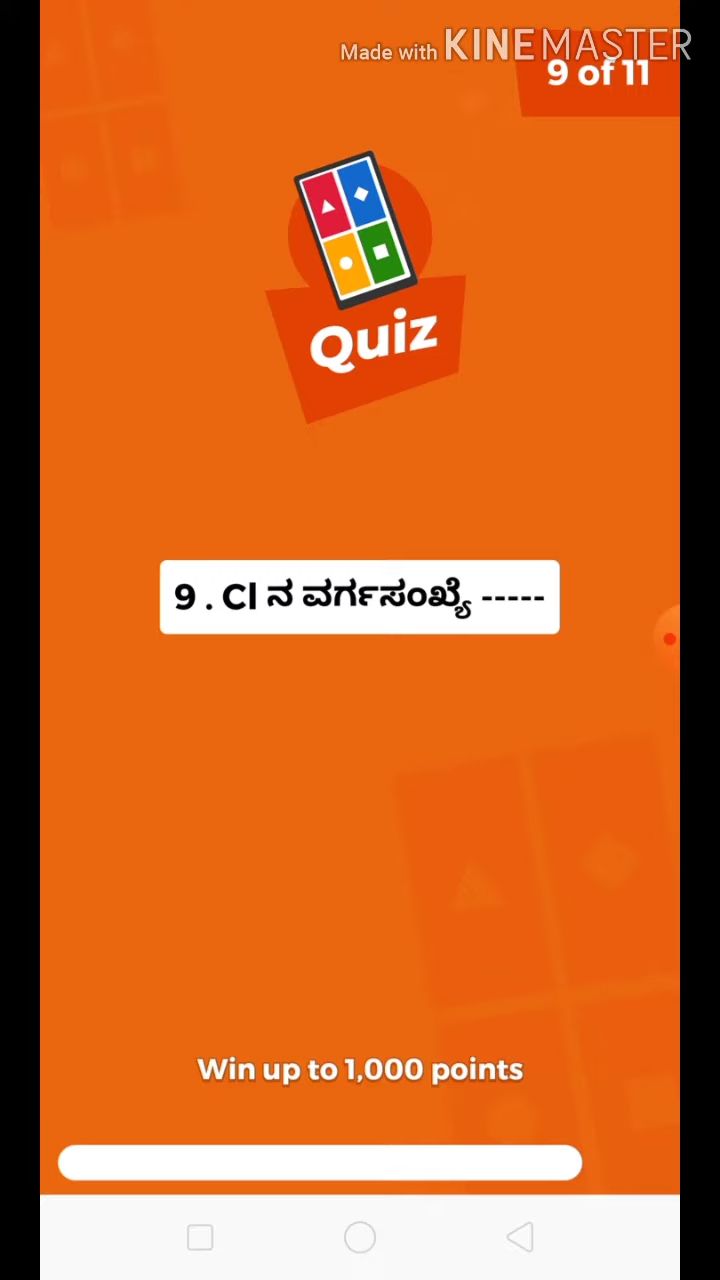 Made with KINEMASTER
9 of 11
Quiz
9 . Cl ನ ವರ್ಗಸಂಖ್ಯೆ -----
Win up to 1,000 points